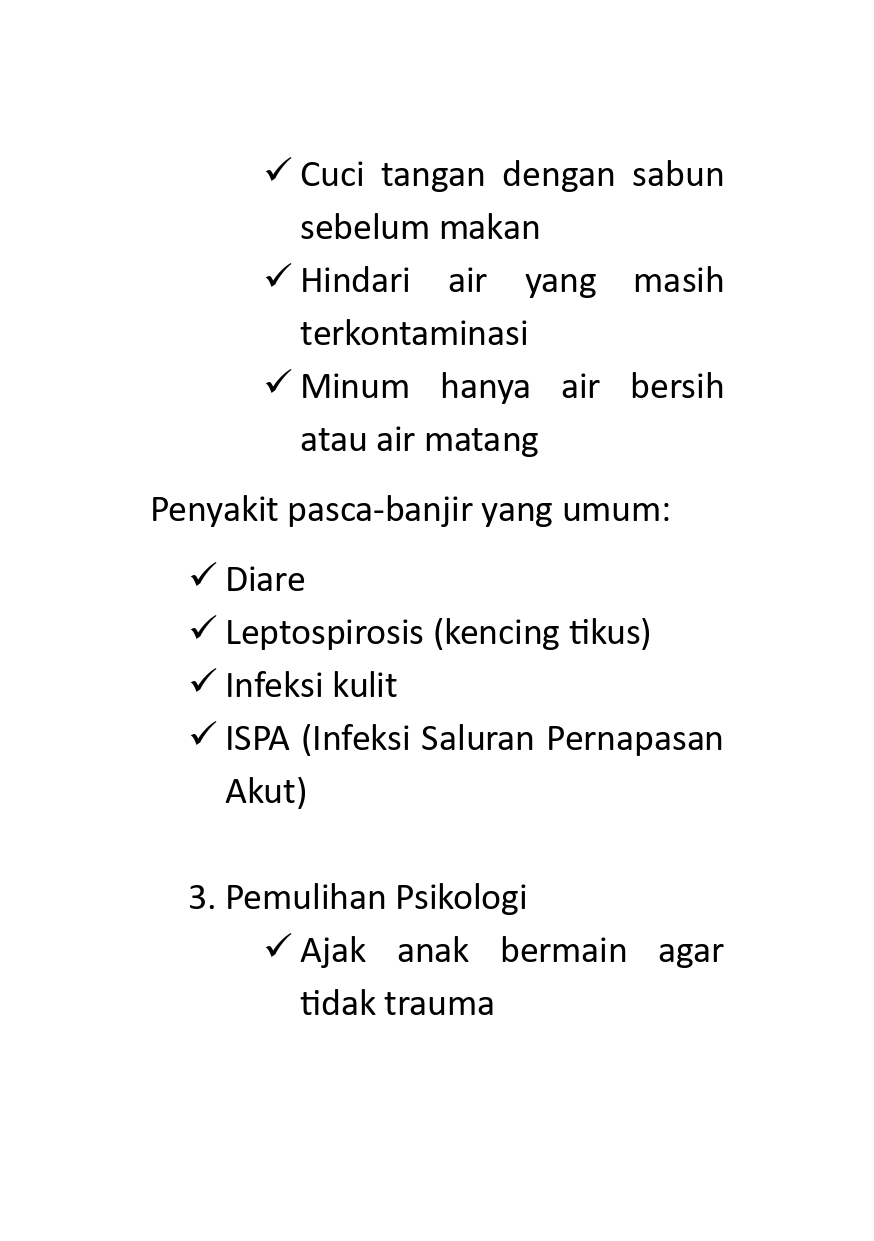 ✓ Cuci tangan dengan sabun
sebelum makan
✓ Hindari air yang masih
terkontaminasi
✓ Minum hanya air bersih
atau air matang
Penyakit pasca-banjir yang umum:
✓ Diare
✓ Leptospirosis (kencing tikus)
✓ Infeksi kulit
✓ ISPA (Infeksi Saluran Pernapasan
Akut)
3. Pemulihan Psikologi
✓ Ajak anak bermain agar
tidak trauma